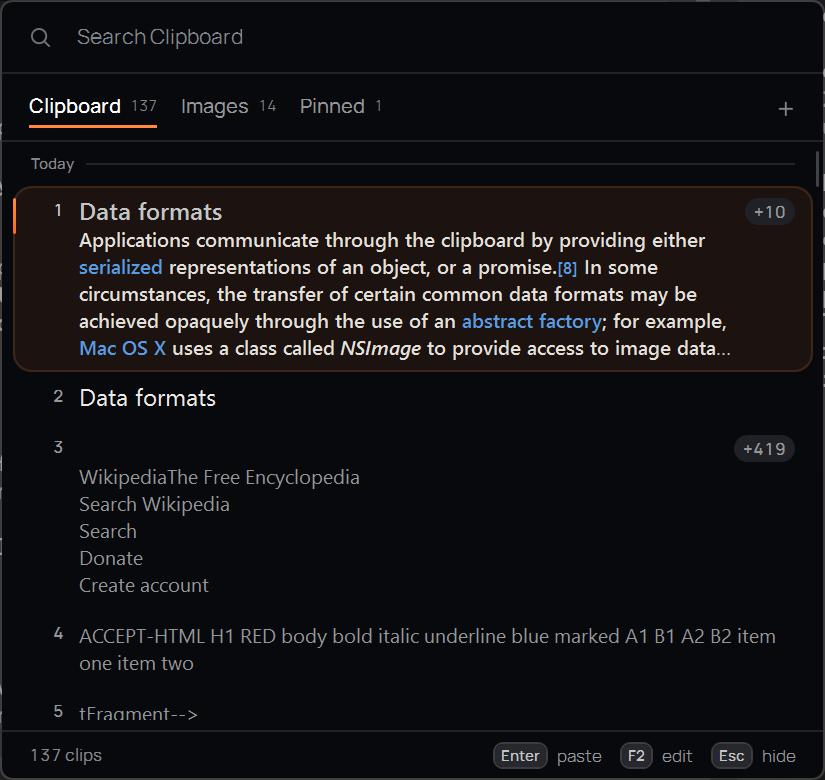 Search Clipboard
Clipboard 137 Images 14 Pinned 1 +
Today
1 Data formats +10
Applications communicate through the clipboard by providing either
serialized representations of an object, or a promise.[8] In some
circumstances, the transfer of certain common data formats may be
achieved opaquely through the use of an abstract factory; for example,
Mac OS X uses a class called NSImage to provide access to image data...
2 Data formats
3 +419
WikipediaThe Free Encyclopedia
Search Wikipedia
Search
Donate
Create account
4 ACCEPT-HTML H1 RED body bold italic underline blue marked A1 B1 A2 B2 item
one item two
5 tFragment-->
137 clips Enter paste F2 edit Esc hide